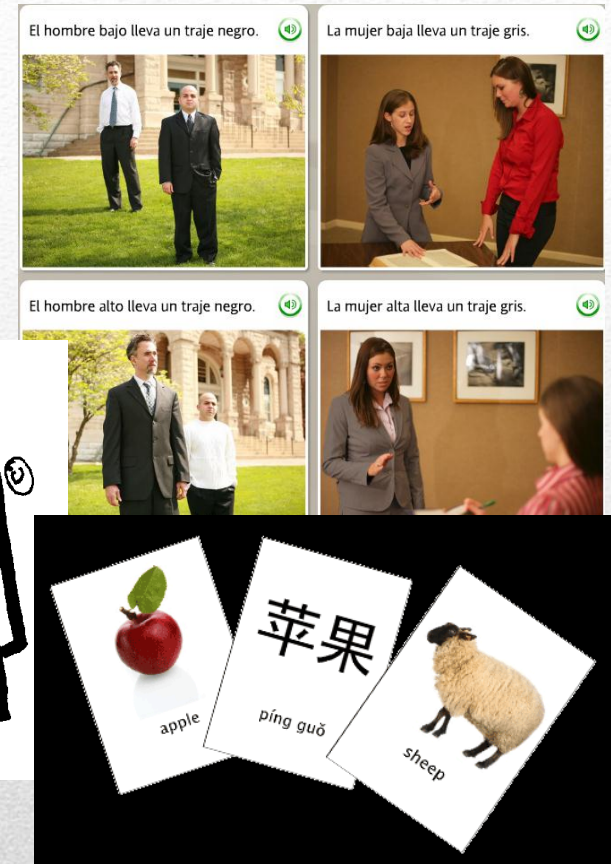 El hombre bajo lleva un traje negro.
La mujer baja lleva un traje gris.
El hombre alto lleva un traje negro.
La mujer alta lleva un traje gris.
apple
苹果
píng guǒ
sheep